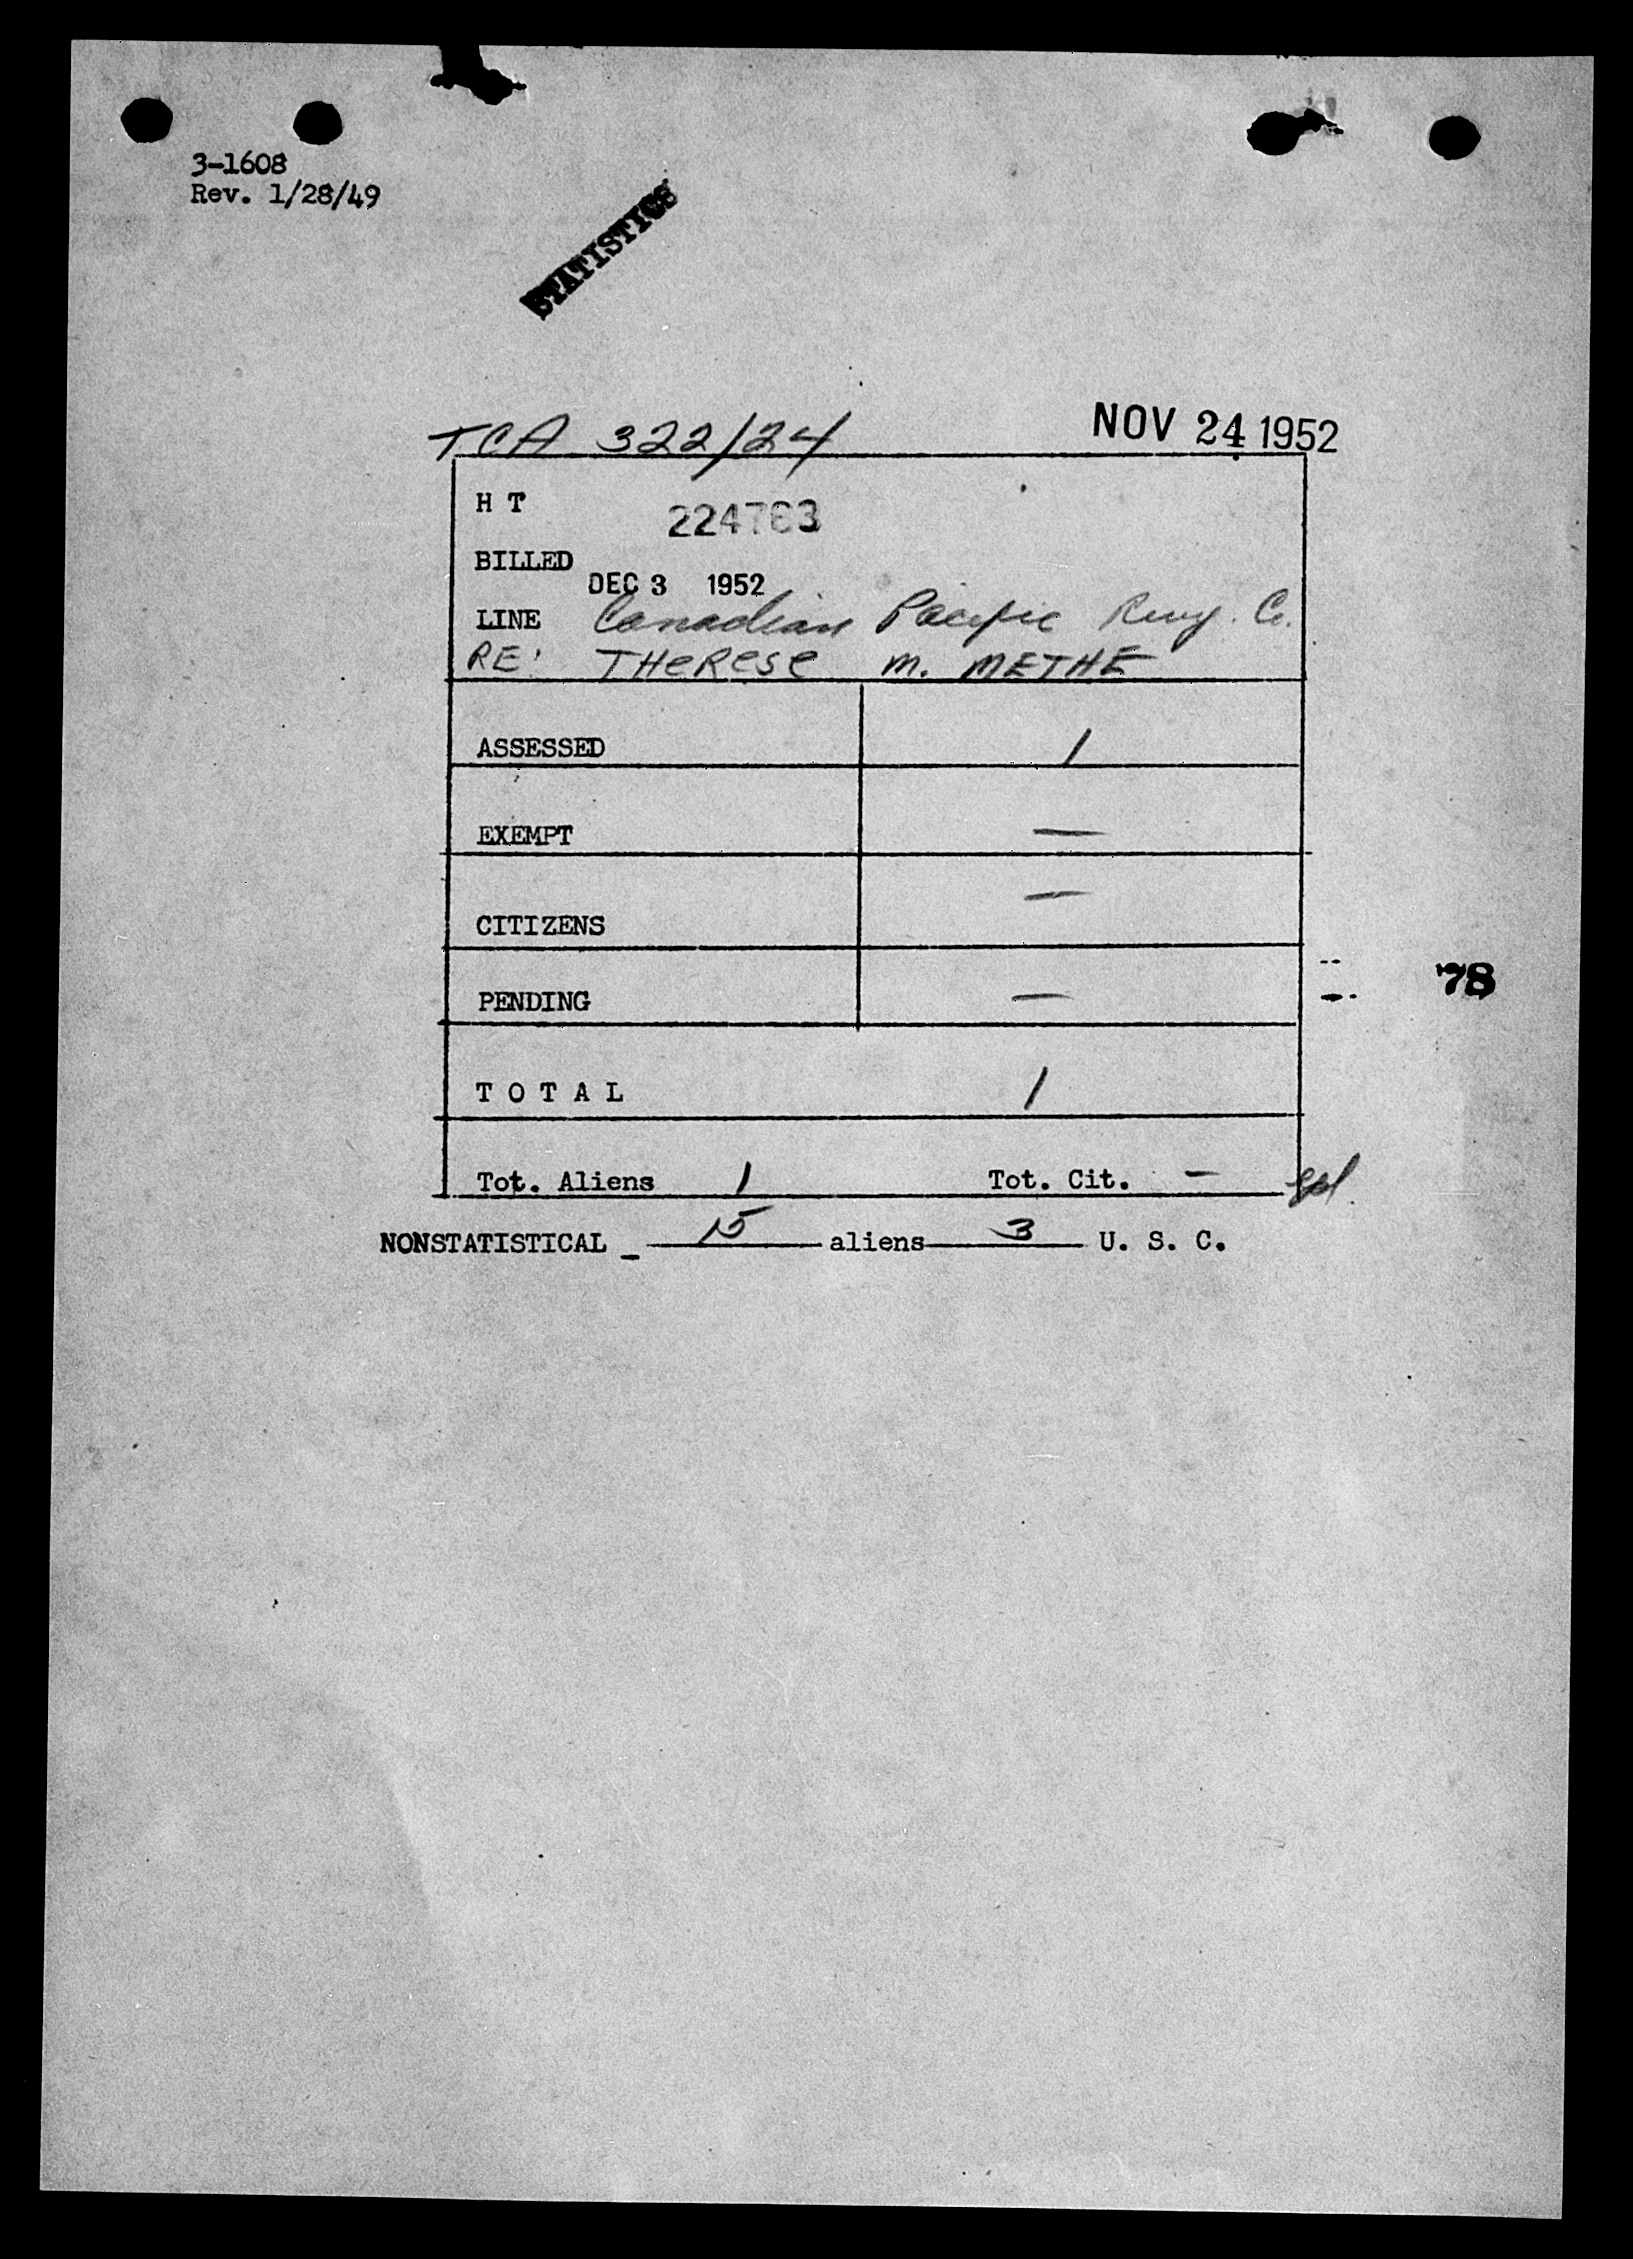 3-1608
Rev. 1/28/49
STATISTICS
TCA 322/24 NOV 24 1952
H T 224783
BILLED
DEC 3 1952
LINE Canadian Pacific Rwy. Co.
RE: THERESE M. METHE
ASSESSED 1
EXEMPT —
CITIZENS —
PENDING — 78
T O T A L 1
Tot. Aliens 1 Tot. Cit. -
NONSTATISTICAL _ 15 aliens 3 U. S. C.